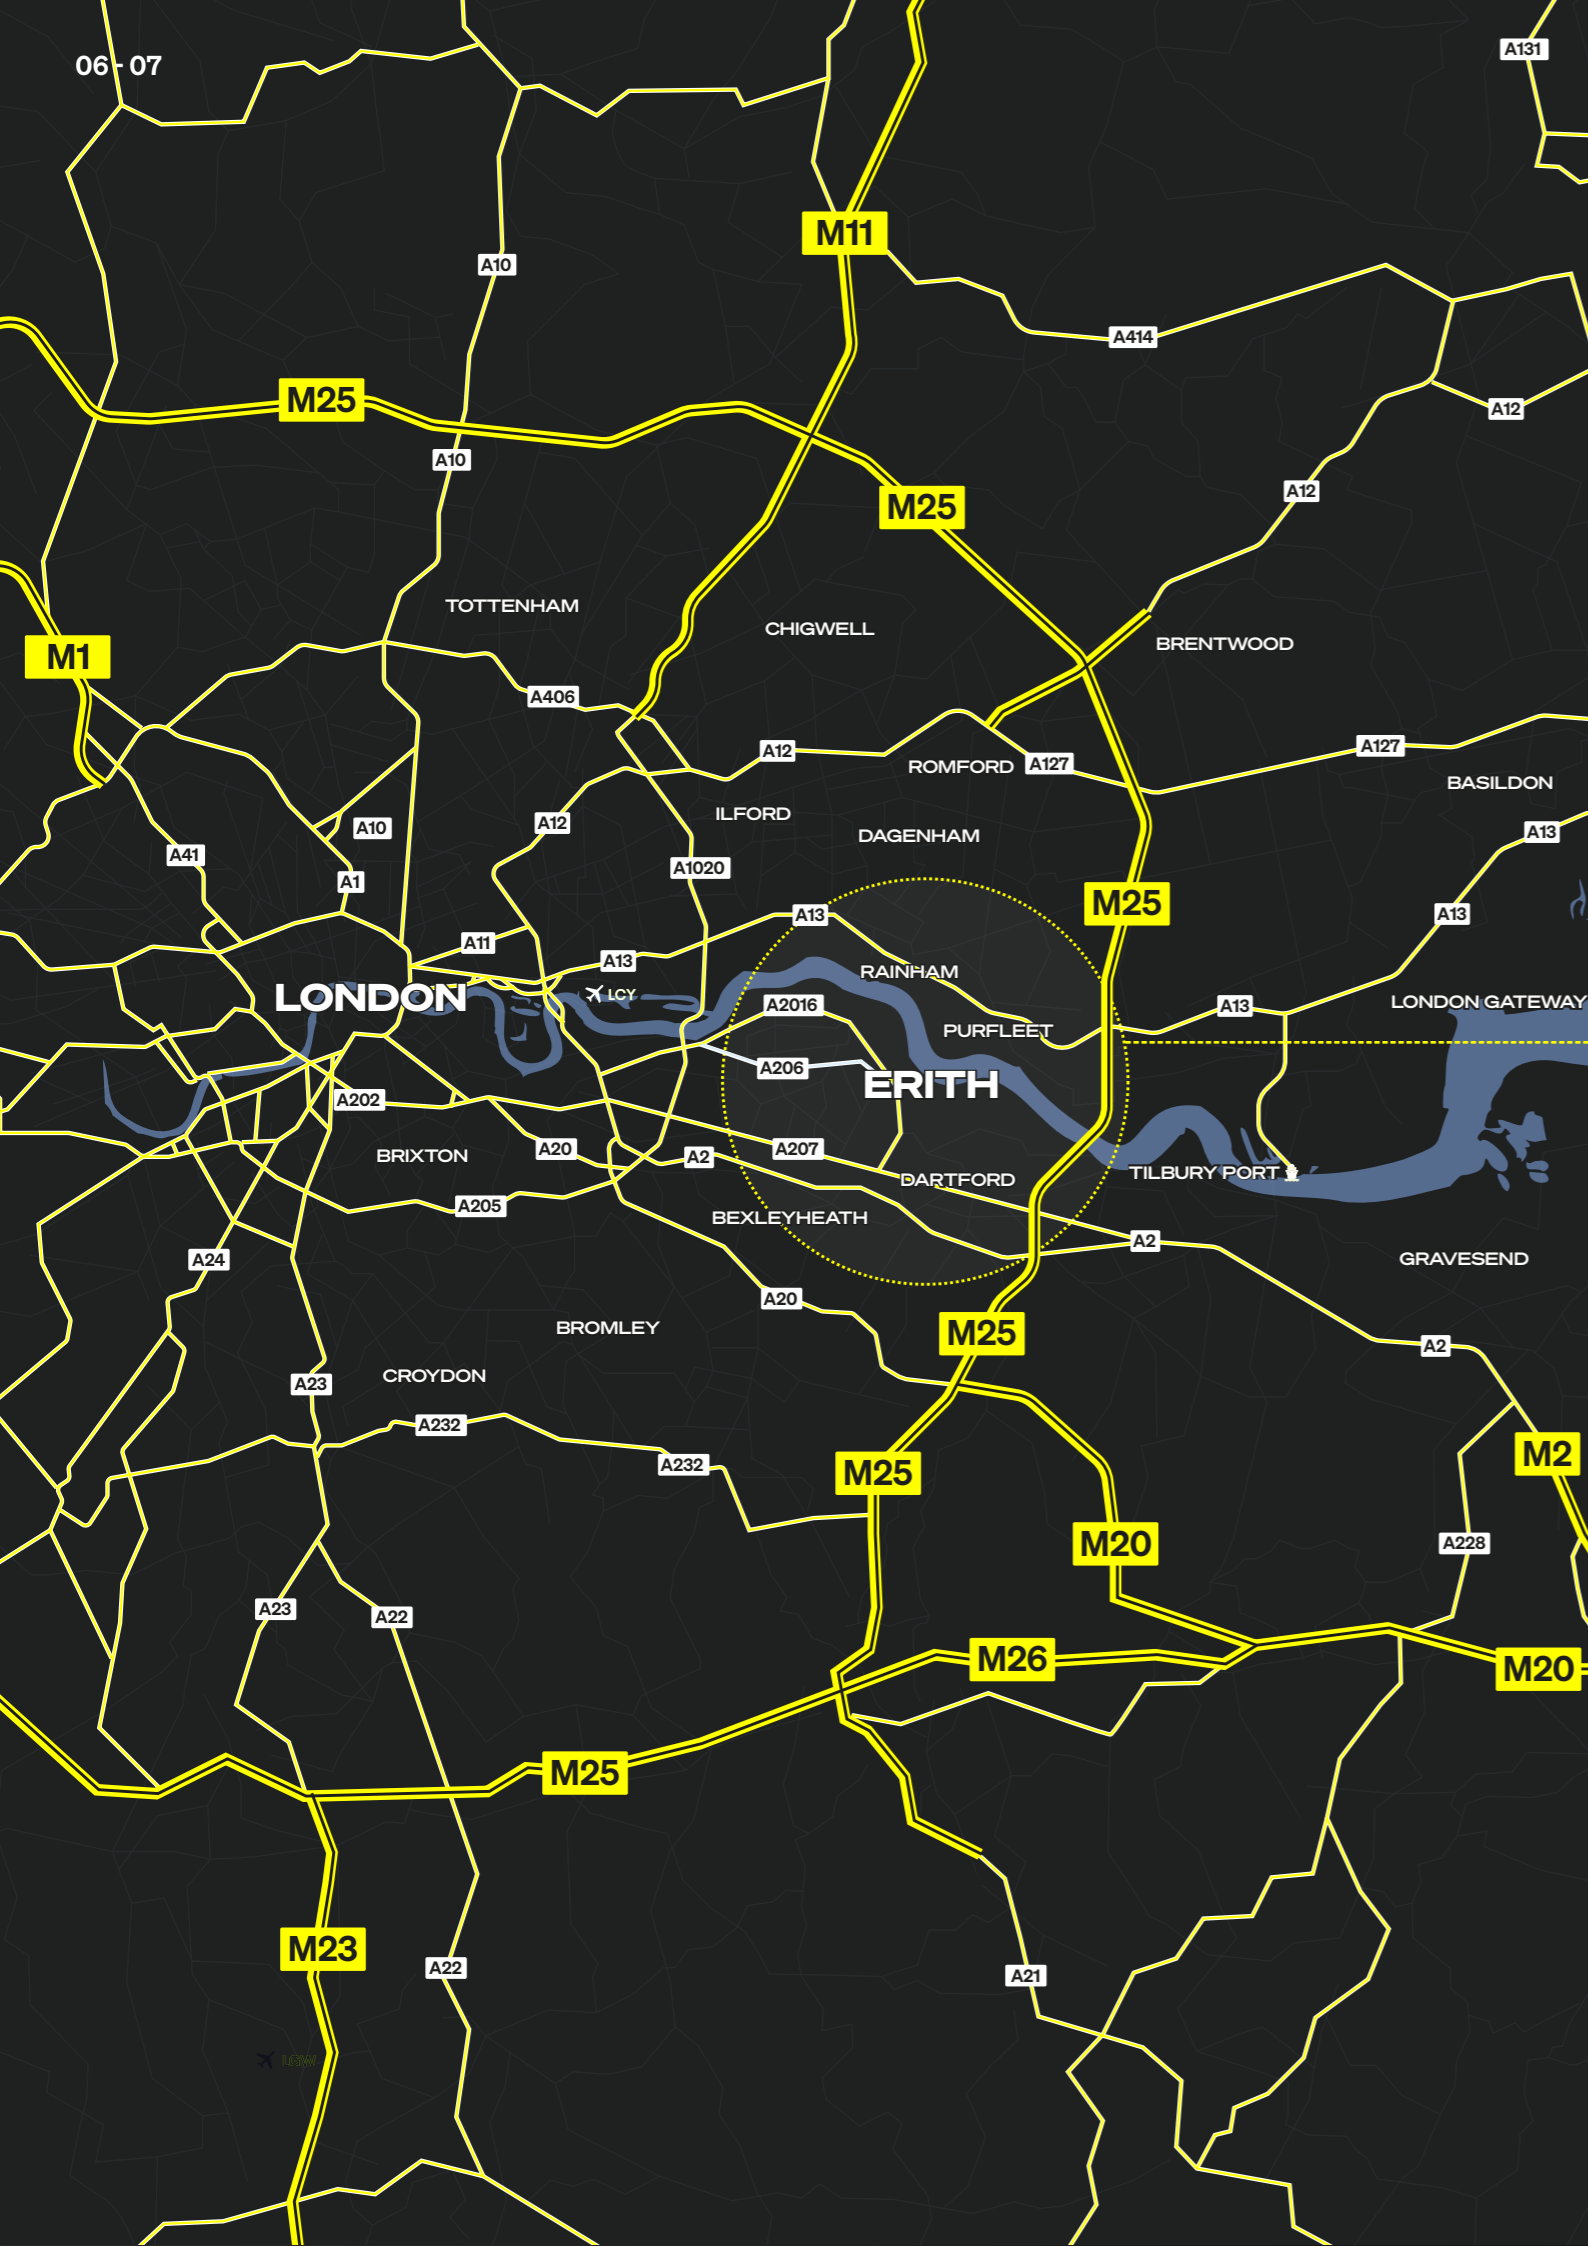 06 - 07
A131
M11
A10
A414
M25
A12
A10
A12
M25
TOTTENHAM
CHIGWELL
BRENTWOOD
M1
A406
A12
A127
A127
ROMFORD
BASILDON
ILFORD
A12
A10
DAGENHAM
A13
A41
A1020
A1
M25
A13
A13
A11
A13
RAINHAM
LONDON
LCY
A2016
A13
LONDON GATEWAY
PURFLEET
A206
ERITH
A202
A20
A207
BRIXTON
A2
TILBURY PORT
DARTFORD
A205
BEXLEYHEATH
A2
A24
GRAVESEND
A20
BROMLEY
M25
A2
CROYDON
A23
A232
M2
A232
M25
M20
A228
A23
A22
M26
M20
M25
M23
A22
A21
LGW